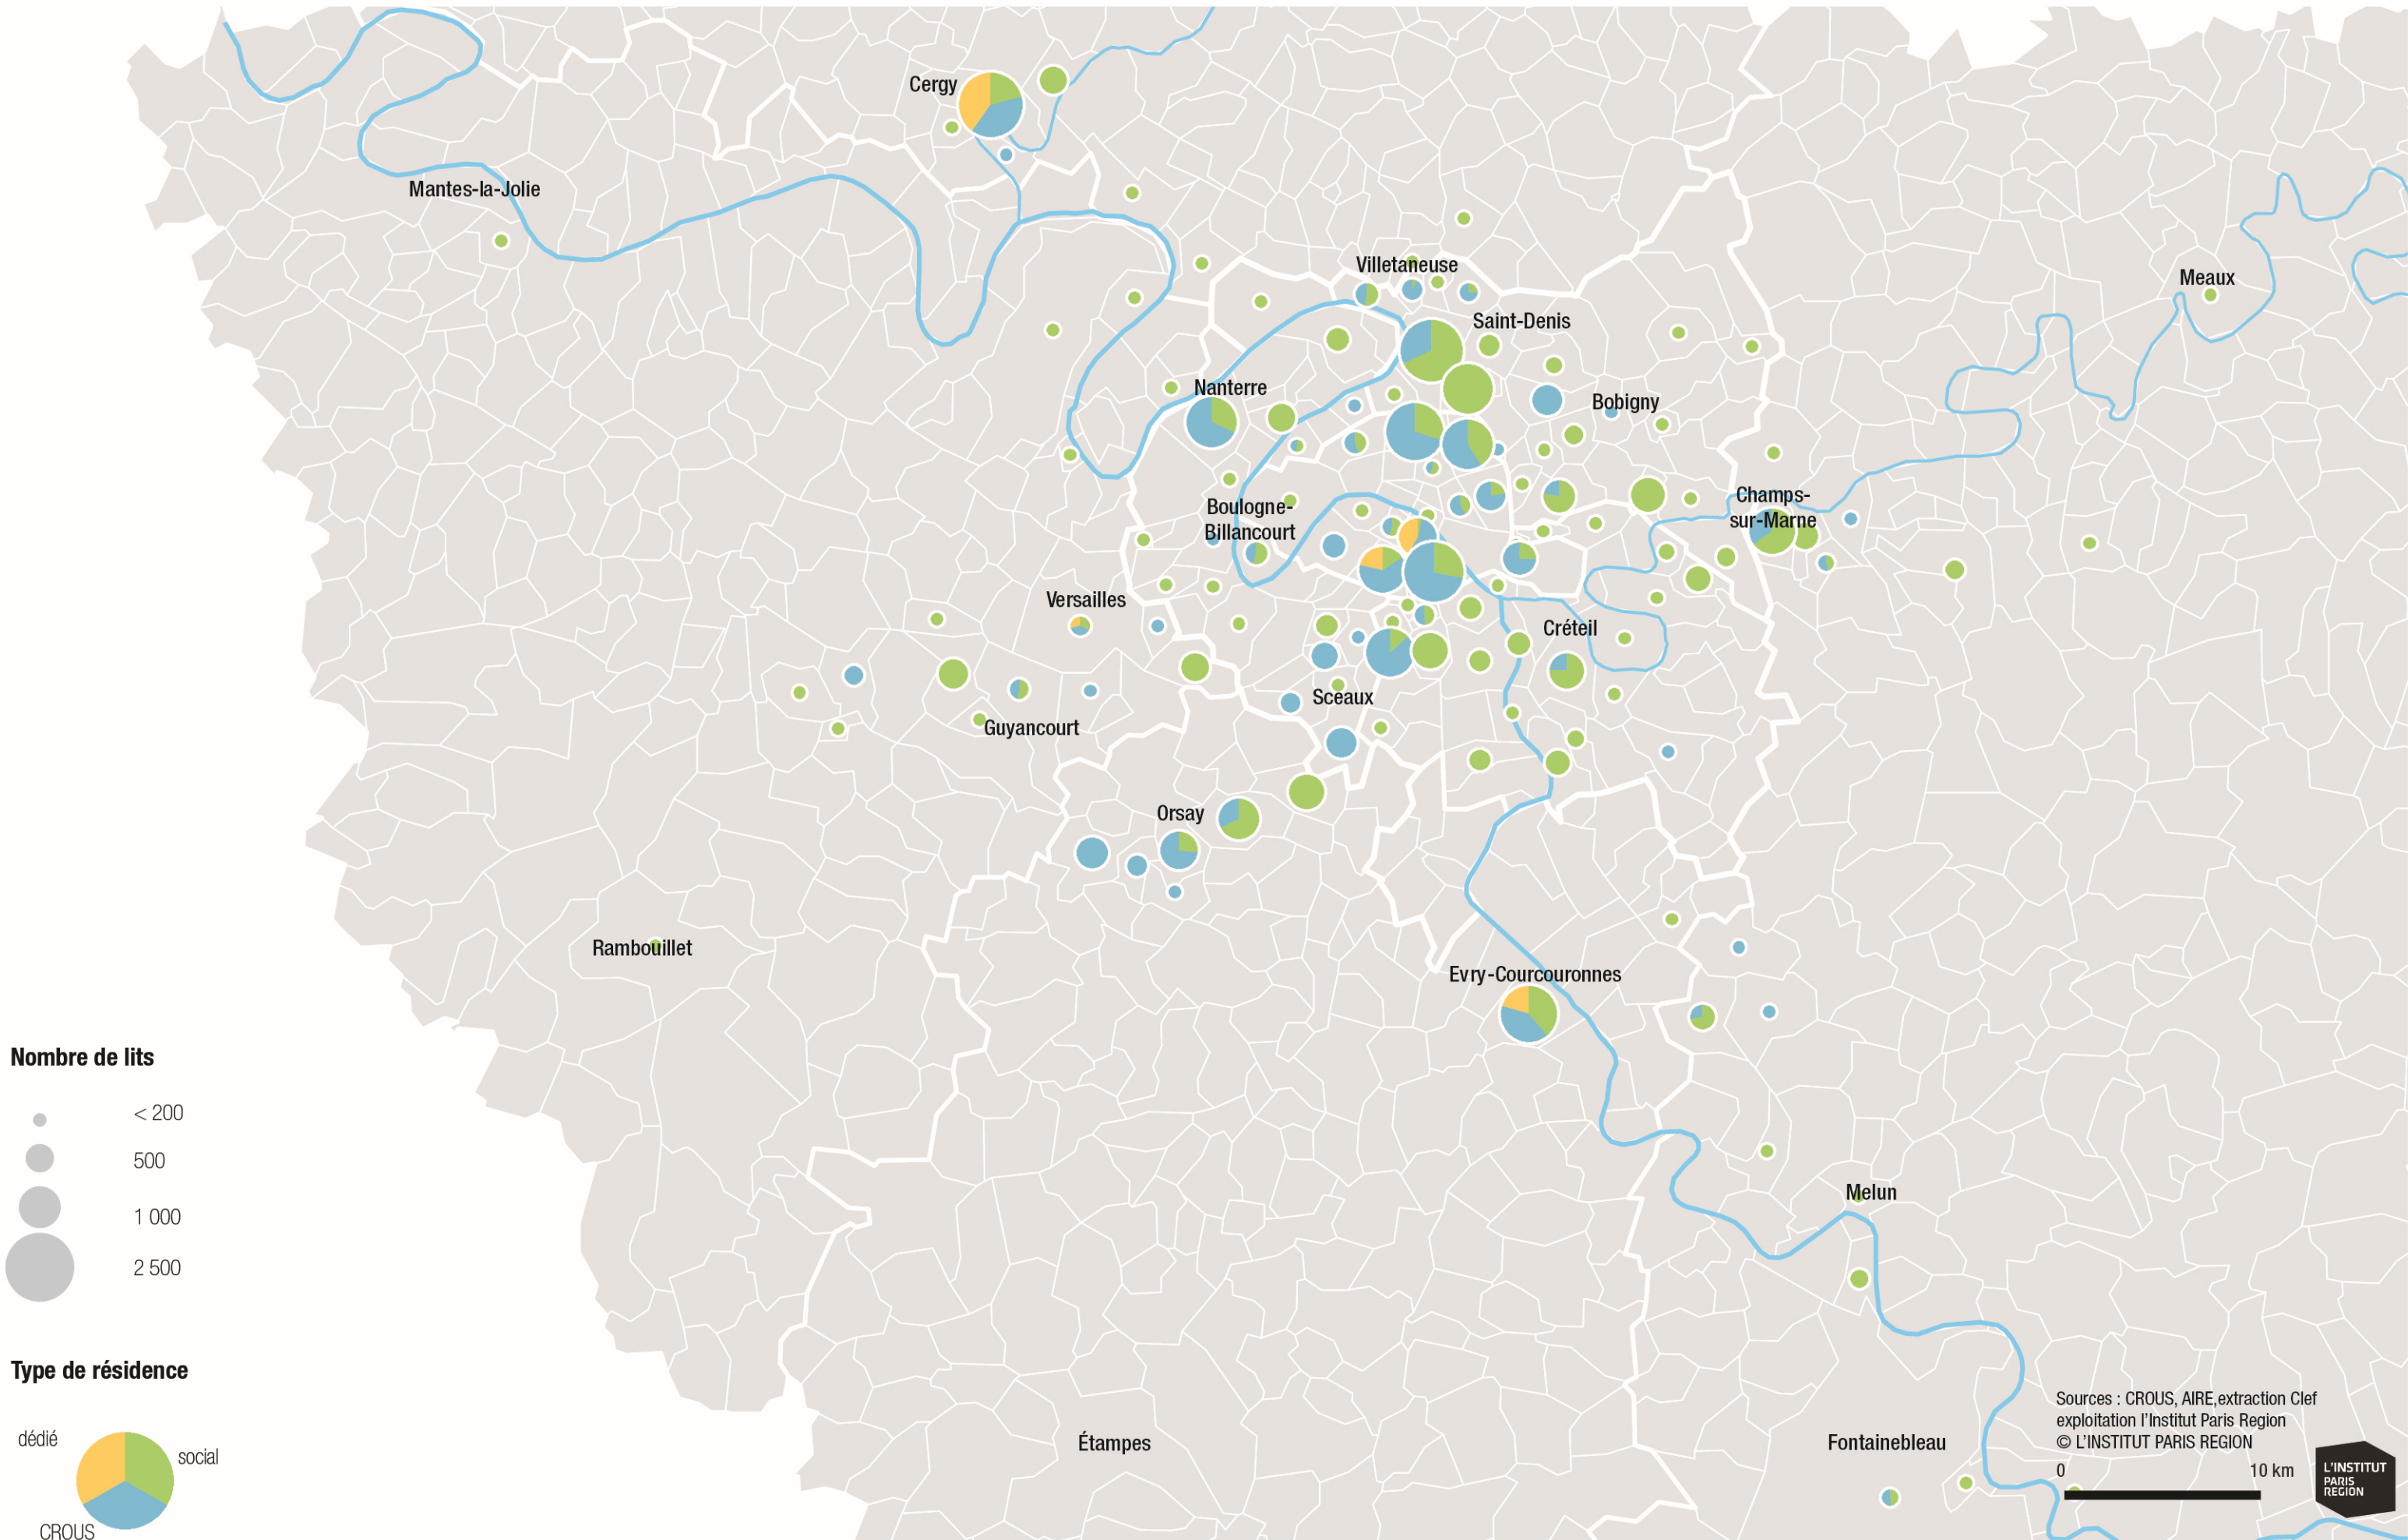 Cergy
Mantes-la-Jolie
Villetaneuse
Meaux
Saint-Denis
Nanterre
Bobigny
Boulogne-
Billancourt
Champs-
sur-Marne
Versailles
Créteil
Sceaux
Guyancourt
Orsay
Rambouillet
Evry-Courcouronnes
Melun
Étampes
Fontainebleau
Nombre de lits
< 200
500
1 000
2 500
Type de résidence
dédié
social
CROUS
Sources : CROUS, AIRE,extraction Clef
exploitation l'Institut Paris Region
© L'INSTITUT PARIS REGION
0
10 km
L'INSTITUT
PARIS
REGION